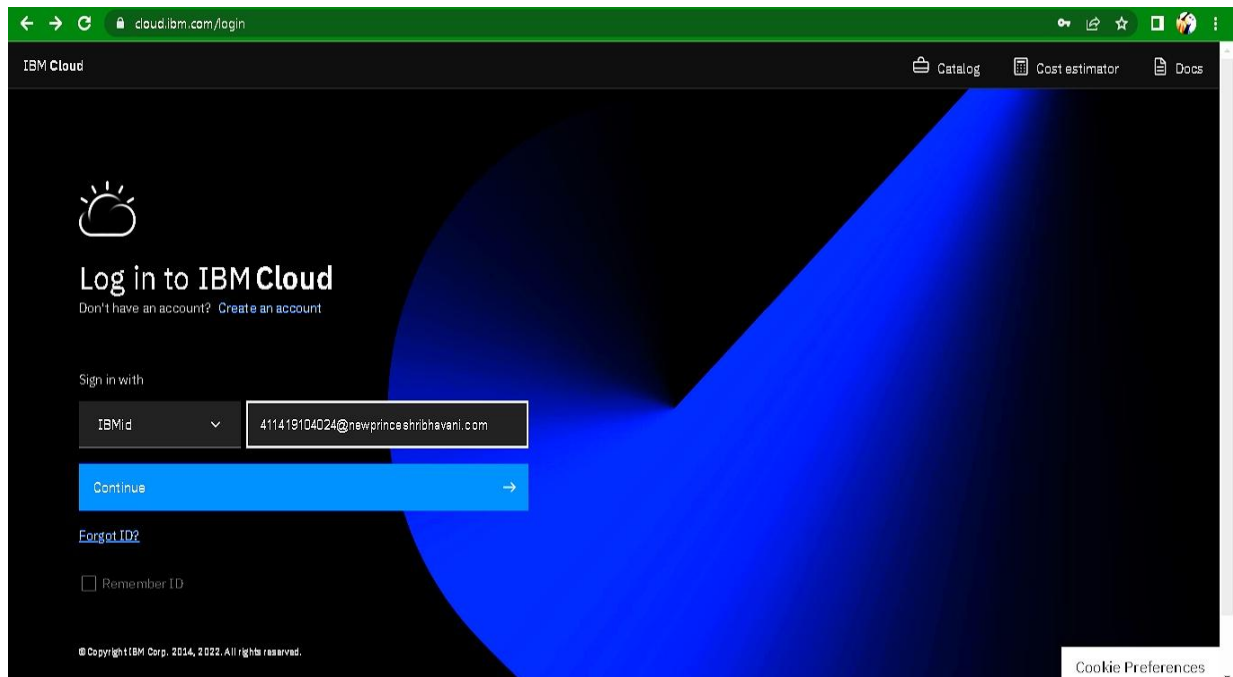 cloud.ibm.com/login
IBM Cloud
Catalog
Cost estimator
Docs
Log in to IBM Cloud
Don't have an account? Create an account
Sign in with
IBMid
411419104024@newprinceshribhavani.com
Continue
Forgot ID?
Remember ID
© Copyright IBM Corp. 2014, 2022. All rights reserved.
Cookie Preferences